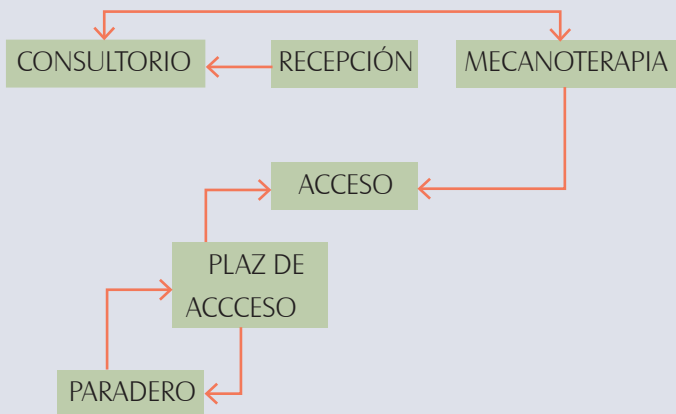 CONSULTORIO
RECEPCIÓN
MECANOTERAPIA
ACCESO
PLAZ DE
ACCCESO
PARADERO